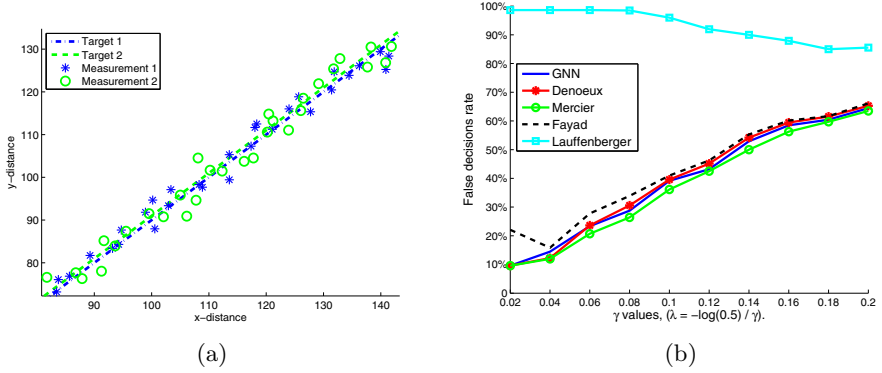 130
120
110
100
90
80
y−distance
90
100
110
120
130
140
x−distance
Target 1
Target 2
Measurement 1
Measurement 2
(a)
100%
90%
80%
70%
60%
50%
40%
30%
20%
10%
0
False decisions rate
GNN
Denoeux
Mercier
Fayad
Lauffenberger
0.02
0.04
0.06
0.08
0.1
0.12
0.14
0.16
0.18
0.2
γ values, (λ = −log(0.5) / γ).
(b)